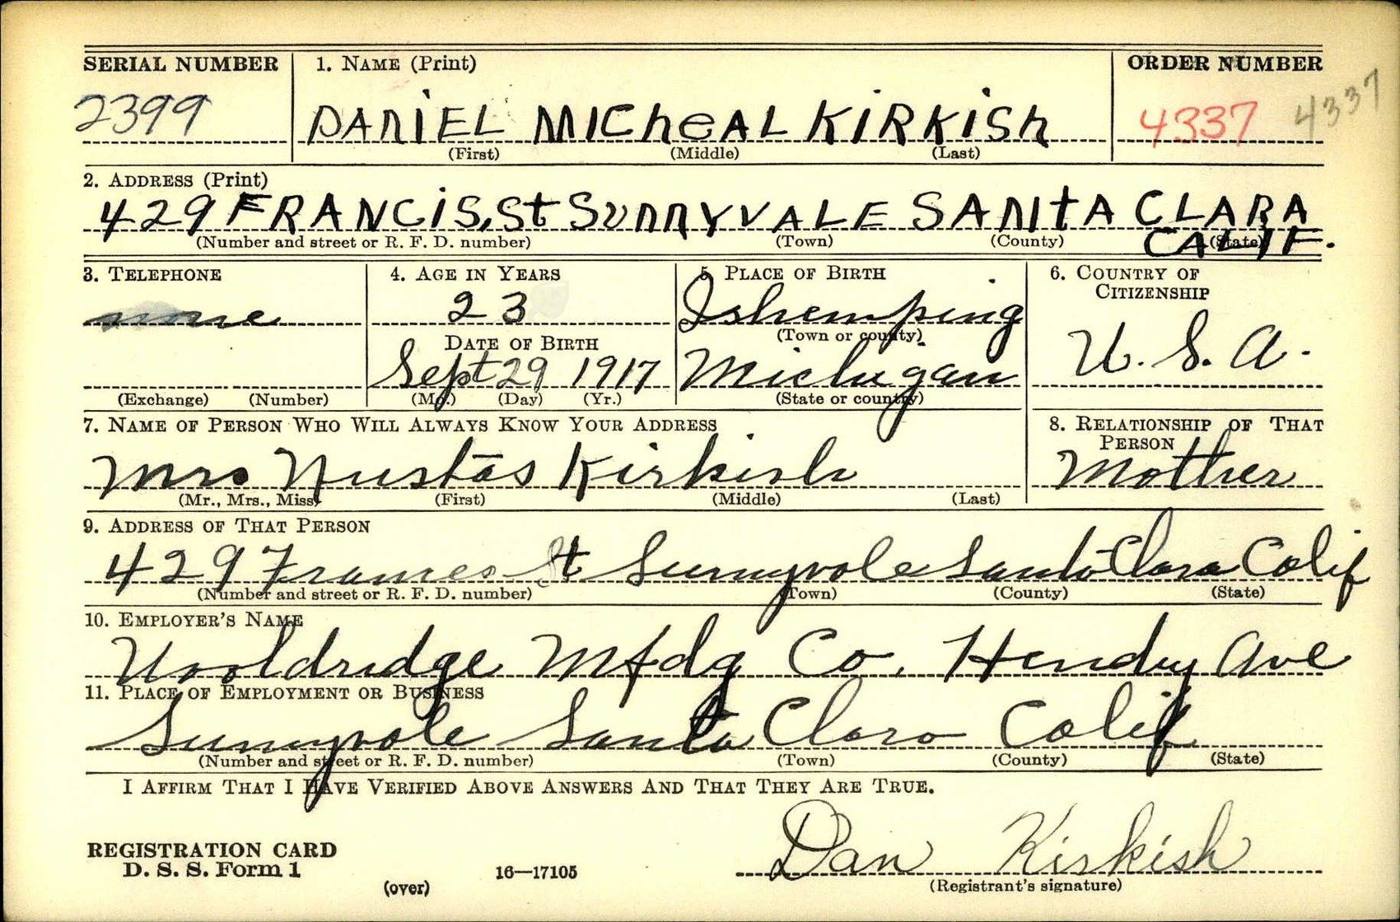 SERIAL NUMBER 1. NAME (Print) ORDER NUMBER
2399 DANIEL MICHEAL KIRKISH 4337 4337
(First) (Middle) (Last)
2. ADDRESS (Print)
429 FRANCIS, St SUNNYVALE SANTA CLARA
(Number and street or R. F. D. number) (Town) (County) (State)
CALIF.
3. TELEPHONE 4. AGE IN YEARS 5. PLACE OF BIRTH 6. COUNTRY OF
CITIZENSHIP
none 23 Ishemping U. S. A.
DATE OF BIRTH (Town or county)
Sept 29 1917 Michigan
(Exchange) (Number) (Mo.) (Day) (Yr.) (State or country)
7. NAME OF PERSON WHO WILL ALWAYS KNOW YOUR ADDRESS 8. RELATIONSHIP OF THAT
PERSON
Mrs Nustas Kirkish Mother
(Mr., Mrs., Miss) (First) (Middle) (Last)
9. ADDRESS OF THAT PERSON
429 Frances St Sunnyvale Santa Clara Calif
(Number and street or R. F. D. number) (Town) (County) (State)
10. EMPLOYER'S NAME
Wooldridge Mfdg Co. Hendy Ave
11. PLACE OF EMPLOYMENT OR BUSINESS
Sunnyvale Santa Clara Calif
(Number and street or R. F. D. number) (Town) (County) (State)
I AFFIRM THAT I HAVE VERIFIED ABOVE ANSWERS AND THAT THEY ARE TRUE.
REGISTRATION CARD
D. S. S. Form 1 16—17105 Dan Kirkish
(over) (Registrant's signature)